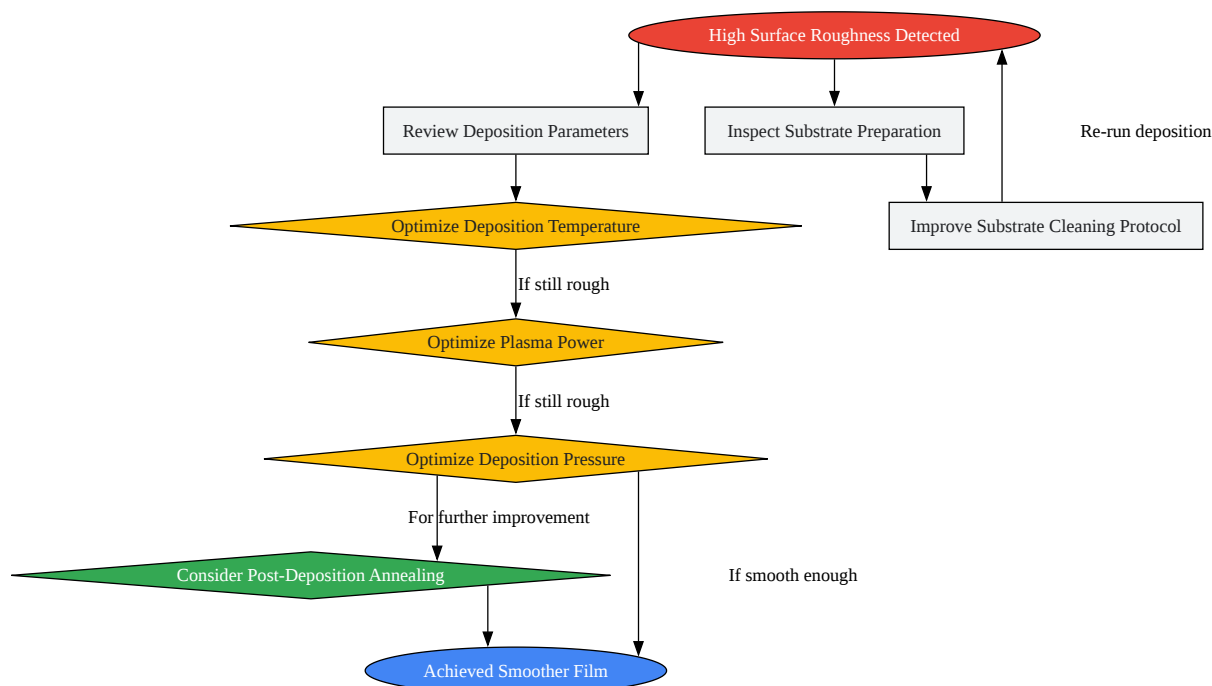 High Surface Roughness Detected
Review Deposition Parameters
Inspect Substrate Preparation
Re-run deposition
Optimize Deposition Temperature
Improve Substrate Cleaning Protocol
If still rough
Optimize Plasma Power
If still rough
Optimize Deposition Pressure
For further improvement
Consider Post-Deposition Annealing
If smooth enough
Achieved Smoother Film